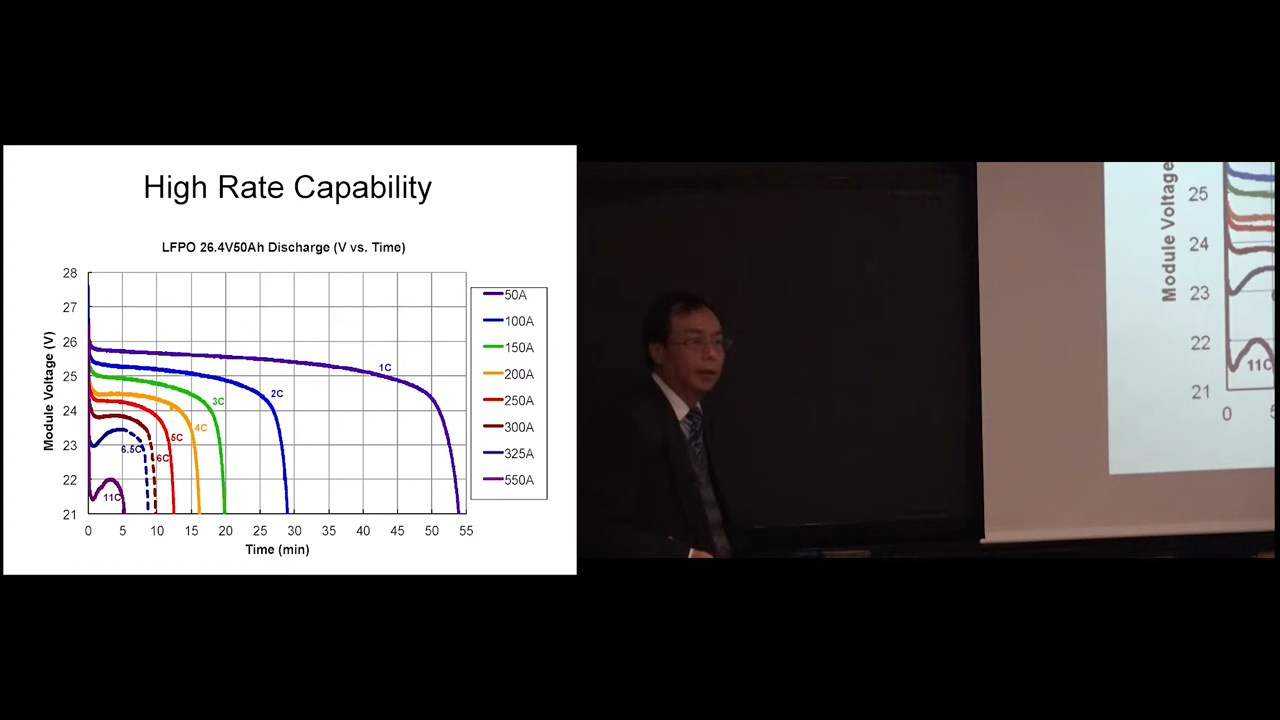 High Rate Capability
LFPO 26.4V50Ah Discharge (V vs. Time)
Module Voltage (V)
28
27
26
25
24
23
22
21
0 5 10 15 20 25 30 35 40 45 50 55
Time (min)
1C
2C
3C
4C
5C
6C
6.5C
11C
50A
100A
150A
200A
250A
300A
325A
550A
Module Voltage
25
24
23
22
21
11C
0